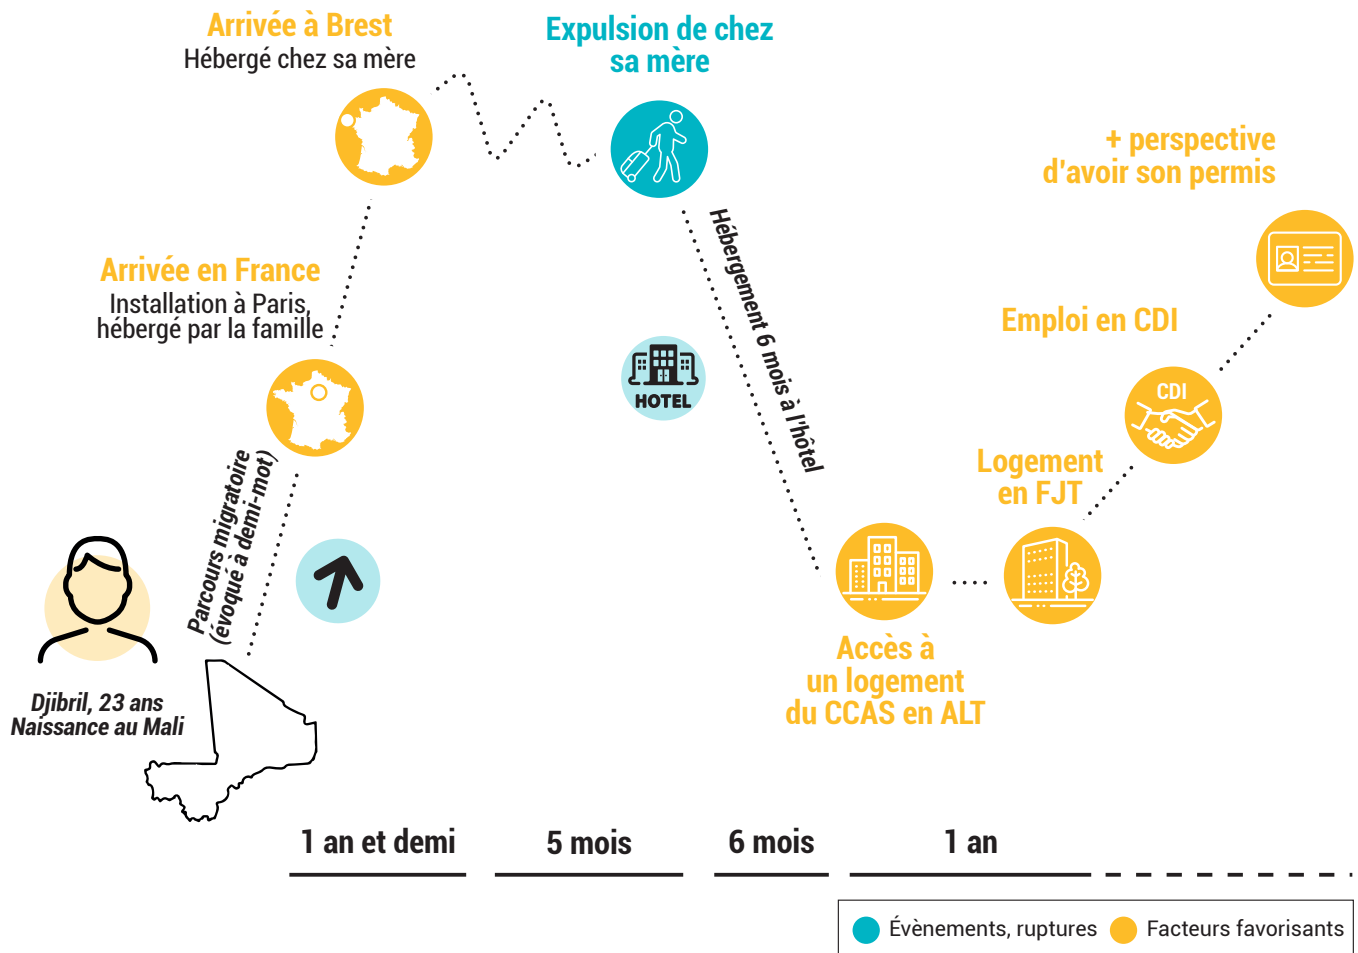 Arrivée à Brest
Hébergé chez sa mère
Expulsion de chez
sa mère
+ perspective
d'avoir son permis
Arrivée en France
Installation à Paris,
hébergé par la famille
Hébergement 6 mois à l'hôtel
HOTEL
Emploi en CDI
CDI
Logement
en FJT
Parcours migratoire
(évoqué à demi-mot)
Accès à
un logement
du CCAS en ALT
Djibril, 23 ans
Naissance au Mali
1 an et demi
5 mois
6 mois
1 an
Évènements, ruptures
Facteurs favorisants